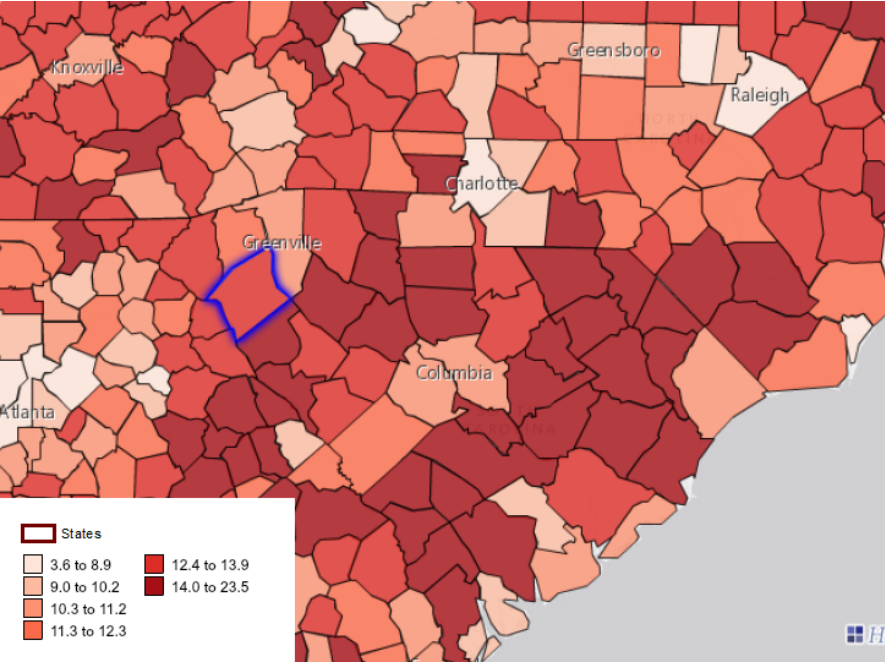 Knoxville
Greensboro
Raleigh
NORTH
CAROLINA
Charlotte
Greenville
Columbia
Atlanta
States
3.6 to 8.9
9.0 to 10.2
10.3 to 11.2
11.3 to 12.3
12.4 to 13.9
14.0 to 23.5
H